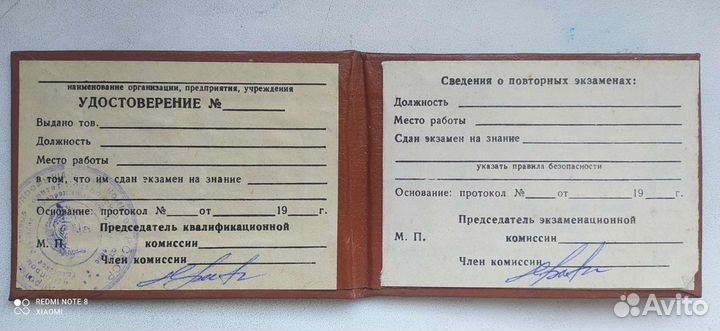 наименование организации, предприятия, учреждения
УДОСТОВЕРЕНИЕ №
Выдано тов.
Должность
Место работы
в том, что им сдан экзамен на знание
Основание: протокол № от 19 г.
Председатель квалификационной
М. П. комиссии
Член комиссии
Сведения о повторных экзаменах:
Должность
Место работы
Сдан экзамен на знание
указать правила безопасности
Основание: протокол № от 19 г.
Председатель экзаменационной
М. П. комиссии
Член комиссии
REDMI NOTE 8
XIAOMI
Avito